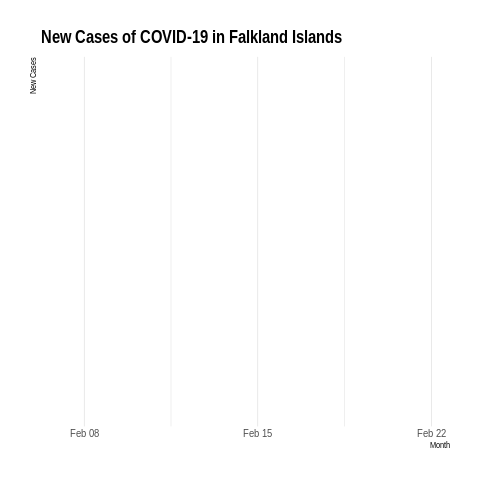 New Cases of COVID-19 in Falkland Islands
New Cases
Feb 08
Feb 15
Feb 22
Month